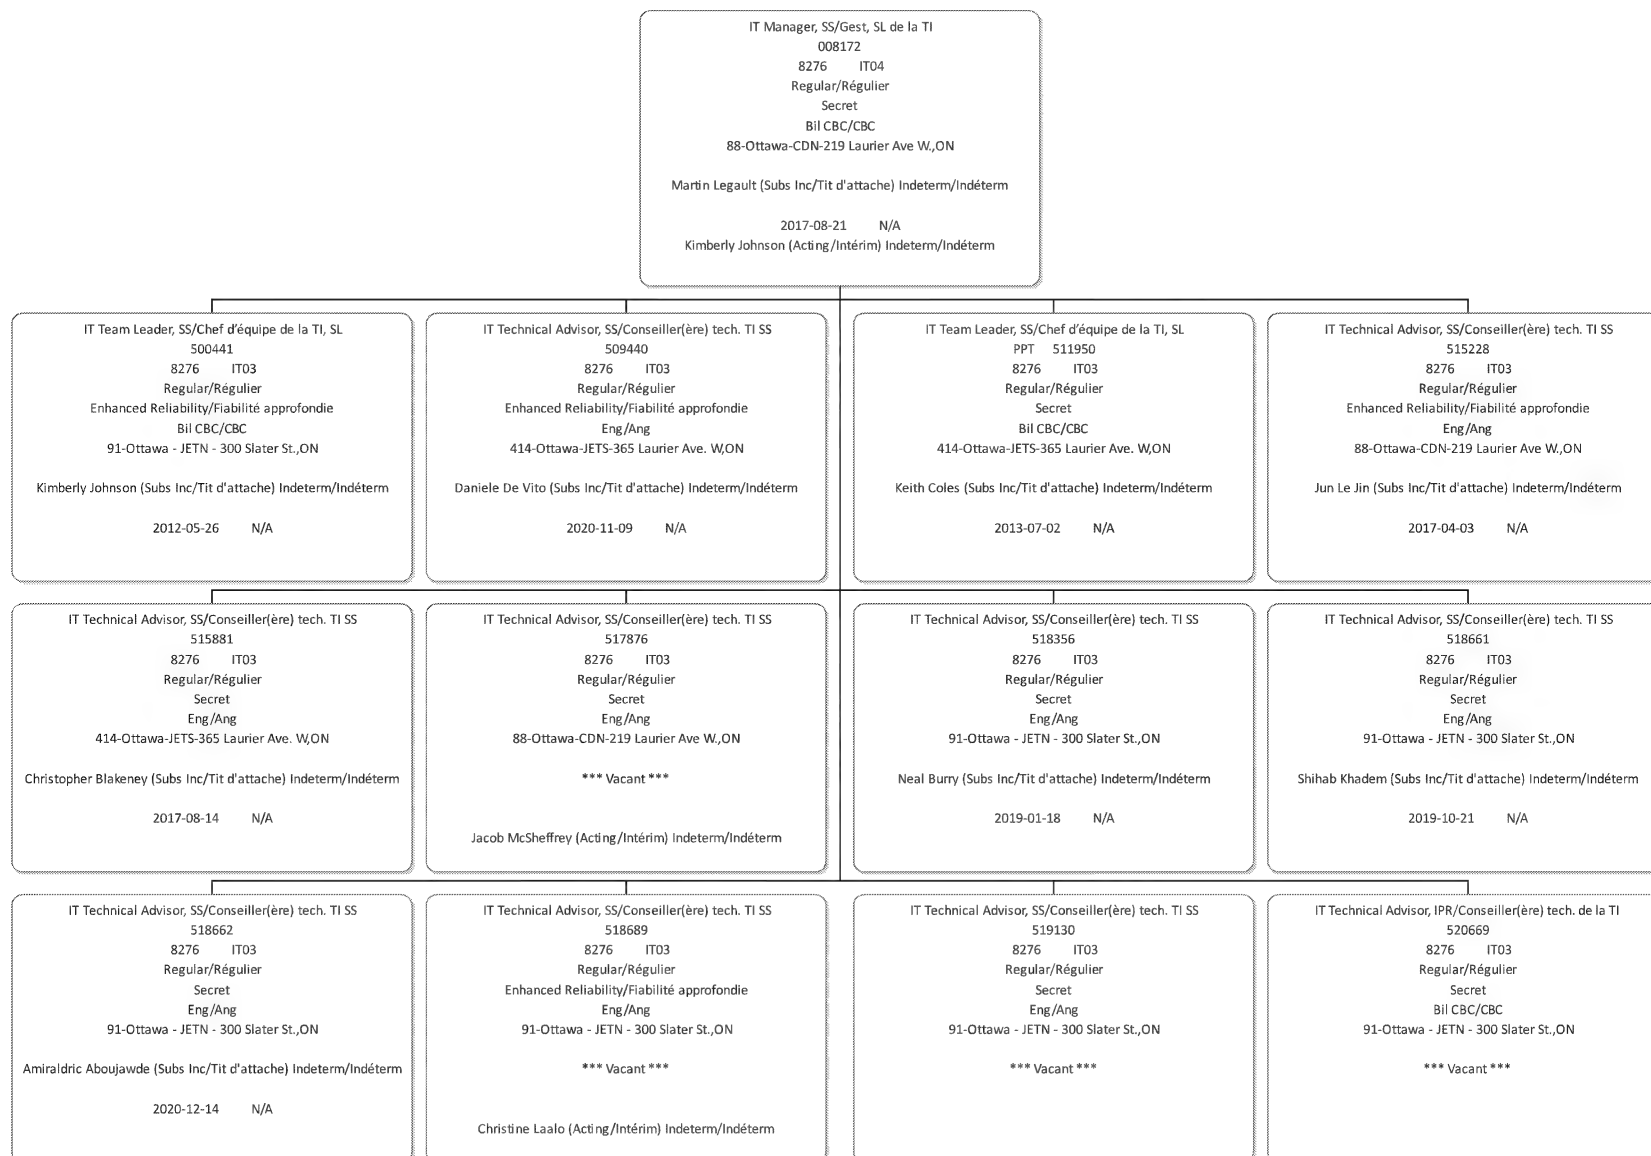 IT Manager, SS/Gest, SL de la TI
008172
8276 IT04
Regular/Régulier
Secret
Bil CBC/CBC
88-Ottawa-CDN-219 Laurier Ave W.,ON
Martin Legault (Subs Inc/Tit d'attache) Indeterm/Indéterm
2017-08-21 N/A
Kimberly Johnson (Acting/Intérim) Indeterm/Indéterm
IT Team Leader, SS/Chef d'équipe de la TI, SL
500441
8276 IT03
Regular/Régulier
Enhanced Reliability/Fiabilité approfondie
Bil CBC/CBC
91-Ottawa - JETN - 300 Slater St.,ON
Kimberly Johnson (Subs Inc/Tit d'attache) Indeterm/Indéterm
2012-05-26 N/A
IT Technical Advisor, SS/Conseiller(ère) tech. TI SS
509440
8276 IT03
Regular/Régulier
Enhanced Reliability/Fiabilité approfondie
Eng/Ang
414-Ottawa-JETS-365 Laurier Ave. W,ON
Daniele De Vito (Subs Inc/Tit d'attache) Indeterm/Indéterm
2020-11-09 N/A
IT Team Leader, SS/Chef d'équipe de la TI, SL
PPT 511950
8276 IT03
Regular/Régulier
Secret
Bil CBC/CBC
414-Ottawa-JETS-365 Laurier Ave. W,ON
Keith Coles (Subs Inc/Tit d'attache) Indeterm/Indéterm
2013-07-02 N/A
IT Technical Advisor, SS/Conseiller(ère) tech. TI SS
515228
8276 IT03
Regular/Régulier
Enhanced Reliability/Fiabilité approfondie
Eng/Ang
88-Ottawa-CDN-219 Laurier Ave W.,ON
Jun Le Jin (Subs Inc/Tit d'attache) Indeterm/Indéterm
2017-04-03 N/A
IT Technical Advisor, SS/Conseiller(ère) tech. TI SS
515881
8276 IT03
Regular/Régulier
Secret
Eng/Ang
414-Ottawa-JETS-365 Laurier Ave. W,ON
Christopher Blakeney (Subs Inc/Tit d'attache) Indeterm/Indéterm
2017-08-14 N/A
IT Technical Advisor, SS/Conseiller(ère) tech. TI SS
517876
8276 IT03
Regular/Régulier
Secret
Eng/Ang
88-Ottawa-CDN-219 Laurier Ave W.,ON
*** Vacant ***
Jacob McSheffrey (Acting/Intérim) Indeterm/Indéterm
IT Technical Advisor, SS/Conseiller(ère) tech. TI SS
518356
8276 IT03
Regular/Régulier
Secret
Eng/Ang
91-Ottawa - JETN - 300 Slater St.,ON
Neal Burry (Subs Inc/Tit d'attache) Indeterm/Indéterm
2019-01-18 N/A
IT Technical Advisor, SS/Conseiller(ère) tech. TI SS
518661
8276 IT03
Regular/Régulier
Secret
Eng/Ang
91-Ottawa - JETN - 300 Slater St.,ON
Shihab Khadem (Subs Inc/Tit d'attache) Indeterm/Indéterm
2019-10-21 N/A
IT Technical Advisor, SS/Conseiller(ère) tech. TI SS
518662
8276 IT03
Regular/Régulier
Secret
Eng/Ang
91-Ottawa - JETN - 300 Slater St.,ON
Amiraldric Aboujawde (Subs Inc/Tit d'attache) Indeterm/Indéterm
2020-12-14 N/A
IT Technical Advisor, SS/Conseiller(ère) tech. TI SS
518689
8276 IT03
Regular/Régulier
Enhanced Reliability/Fiabilité approfondie
Eng/Ang
91-Ottawa - JETN - 300 Slater St.,ON
*** Vacant ***
Christine Laalo (Acting/Intérim) Indeterm/Indéterm
IT Technical Advisor, SS/Conseiller(ère) tech. TI SS
519130
8276 IT03
Regular/Régulier
Secret
Eng/Ang
91-Ottawa - JETN - 300 Slater St.,ON
*** Vacant ***
IT Technical Advisor, IPR/Conseiller(ère) tech. de la TI
520669
8276 IT03
Regular/Régulier
Secret
Bil CBC/CBC
91-Ottawa - JETN - 300 Slater St.,ON
*** Vacant ***